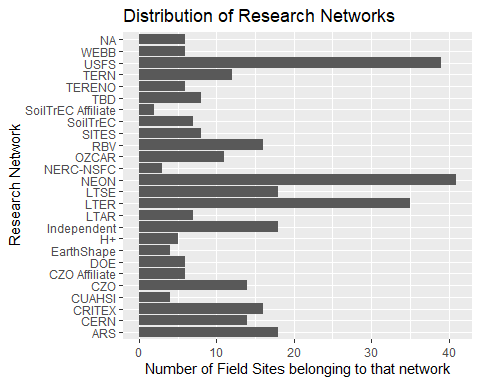 Distribution of Research Networks
Research Network
NA
WEBB
USFS
TERN
TERENO
TBD
SoilTrEC Affiliate
SoilTrEC
SITES
RBV
OZCAR
NERC-NSFC
NEON
LTSE
LTER
LTAR
Independent
H+
EarthShape
DOE
CZO Affiliate
CZO
CUAHSI
CRITEX
CERN
ARS
0 10 20 30 40
Number of Field Sites belonging to that network